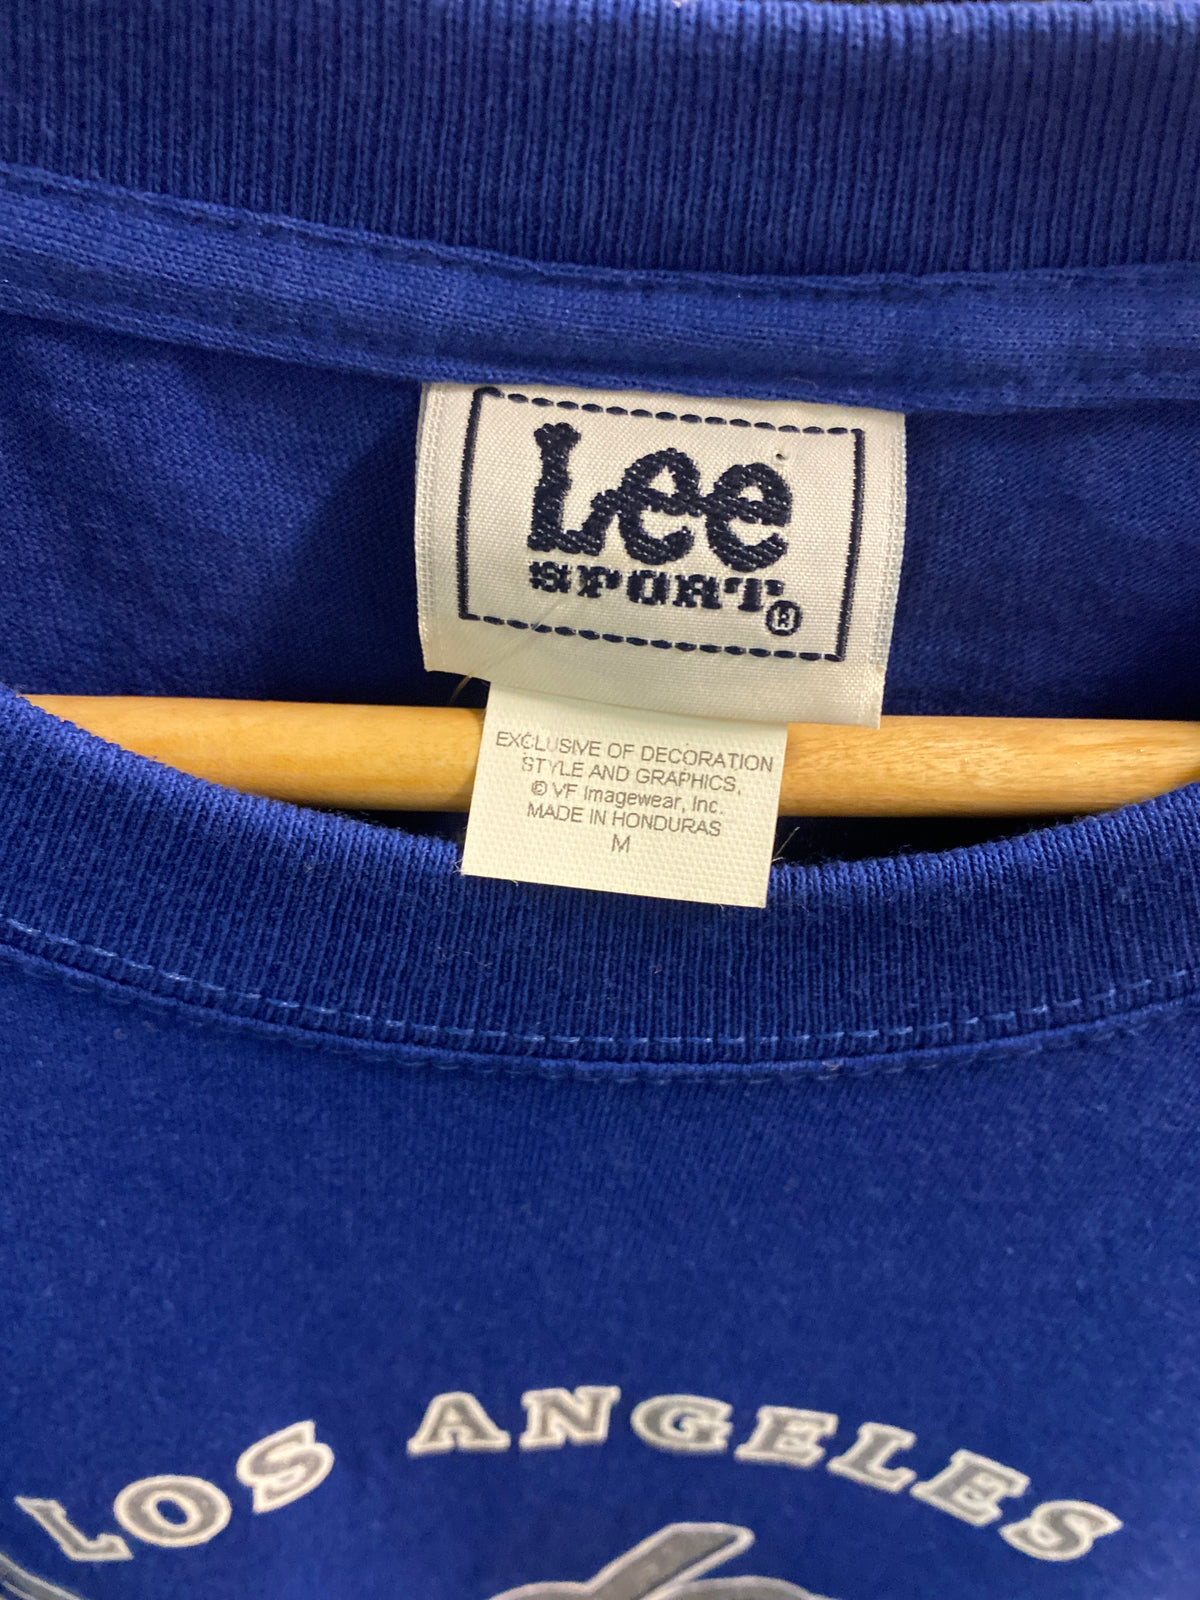 Lee
SPORT®
EXCLUSIVE OF DECORATION
STYLE AND GRAPHICS,
© VF Imagewear, Inc.
MADE IN HONDURAS
M
LOS ANGELES